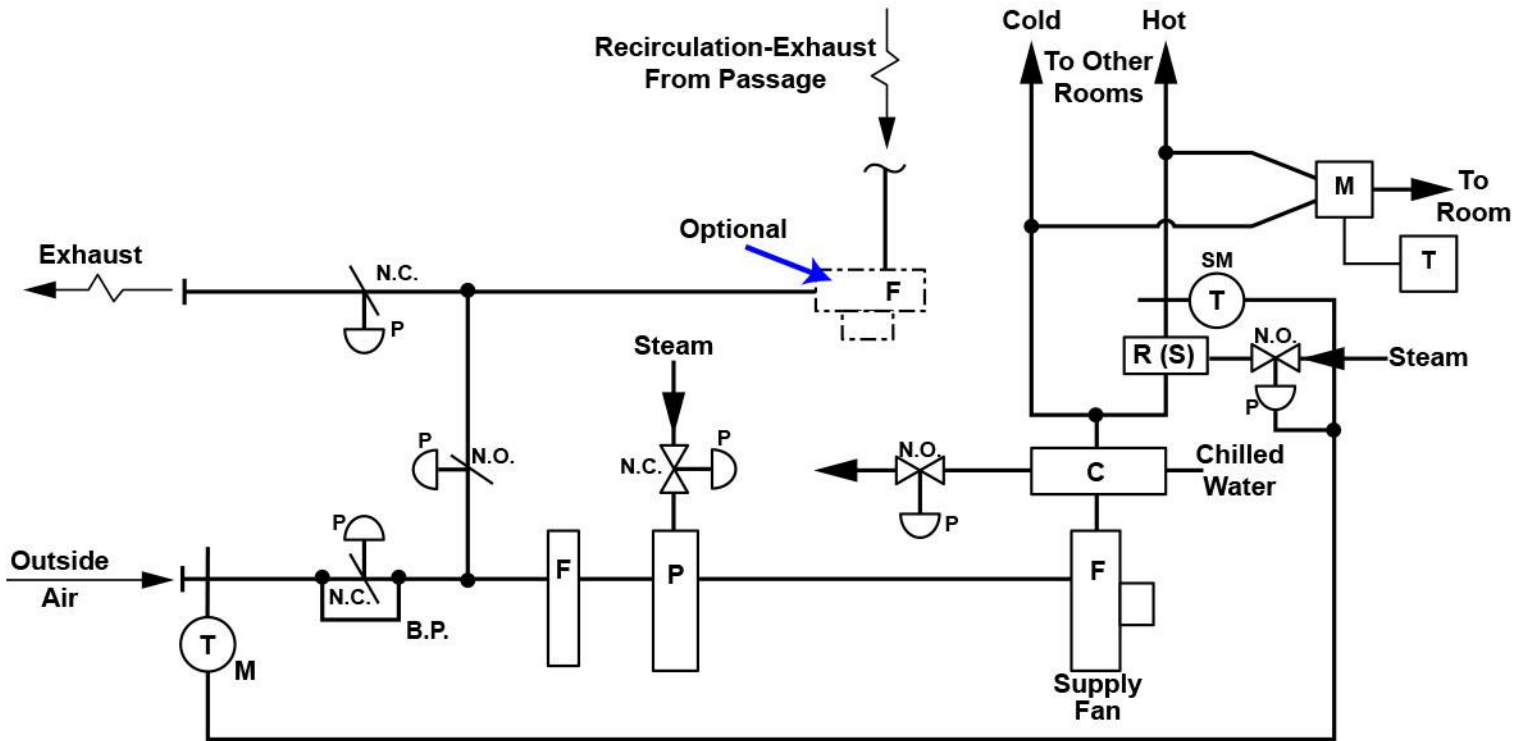 Cold
Hot
Recirculation-Exhaust
From Passage
To Other
Rooms
M
To
Room
Optional
T
Exhaust
N.C.
F
SM
T
P
Steam
R (S)
N.O.
Steam
P
P
N.O.
N.C.
P
N.O.
C
Chilled
Water
P
P
Outside
Air
N.C.
F
P
F
B.P.
T
M
Supply
Fan